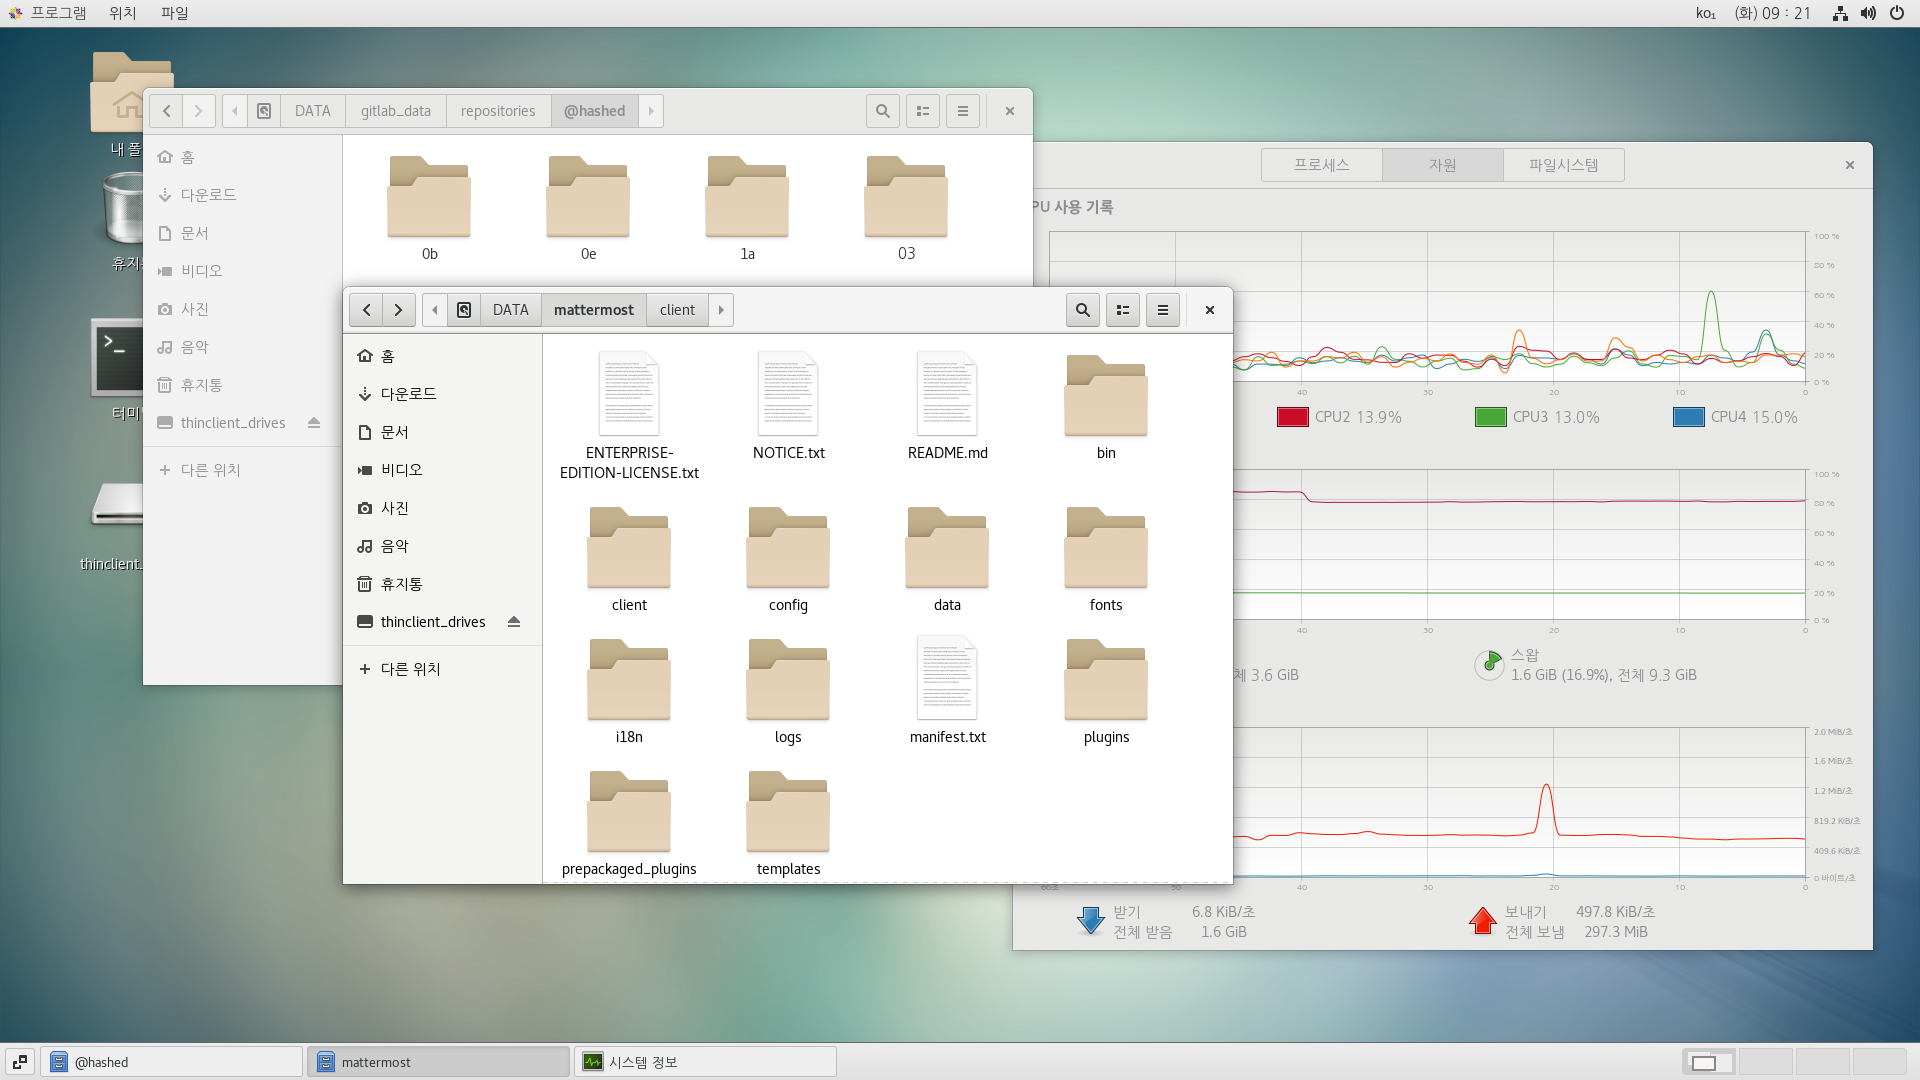 프로그램 위치 파일
ko₁ (화) 09 : 21
내 폴
휴지
터미
thinclient_
DATA gitlab_data repositories @hashed
홈
다운로드
문서
비디오
사진
음악
휴지통
thinclient_drives
다른 위치
0b 0e 1a 03
DATA mattermost client
홈
다운로드
문서
비디오
사진
음악
휴지통
thinclient_drives
다른 위치
ENTERPRISE-EDITION-LICENSE.txt NOTICE.txt README.md bin
client config data fonts
i18n logs manifest.txt plugins
prepackaged_plugins templates
프로세스 자원 파일시스템
PU 사용 기록
100 %
80 %
60 %
40 %
20 %
0 %
40 30 20 10 0
CPU2 13.9% CPU3 13.0% CPU4 15.0%
100 %
80 %
60 %
40 %
20 %
0 %
40 30 20 10 0
체 3.6 GiB
스왑
1.6 GiB (16.9%), 전체 9.3 GiB
2.0 MiB/초
1.6 MiB/초
1.2 MiB/초
819.2 KiB/초
409.6 KiB/초
0 바이트/초
60초 50 40 30 20 10 0
받기 6.8 KiB/초
전체 받음 1.6 GiB
보내기 497.8 KiB/초
전체 보냄 297.3 MiB
@hashed mattermost 시스템 정보